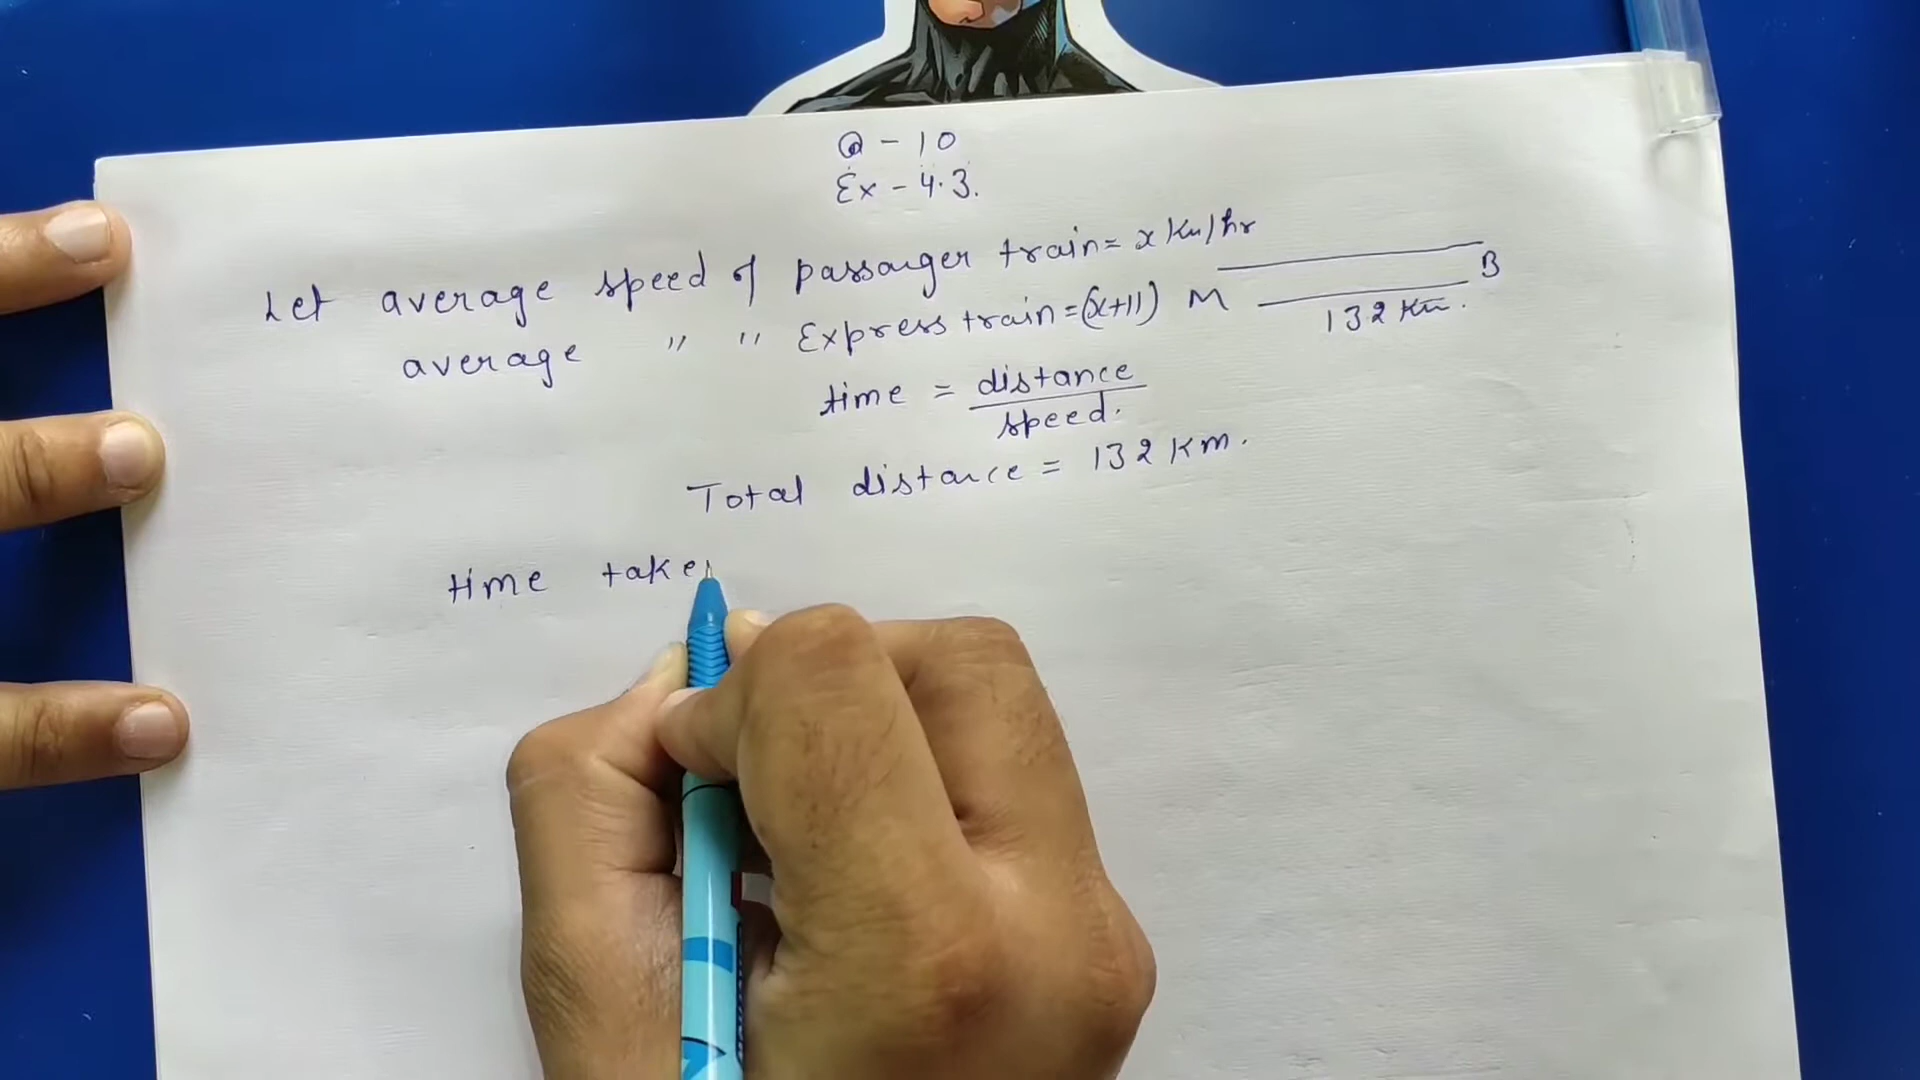 Q - 10
Ex - 4.3.
Let average speed of passanger train = x Km/hr
average " " Express train = (x+11) M B
132 Km.
time = distance
speed.
Total distance = 132 Km.
time take